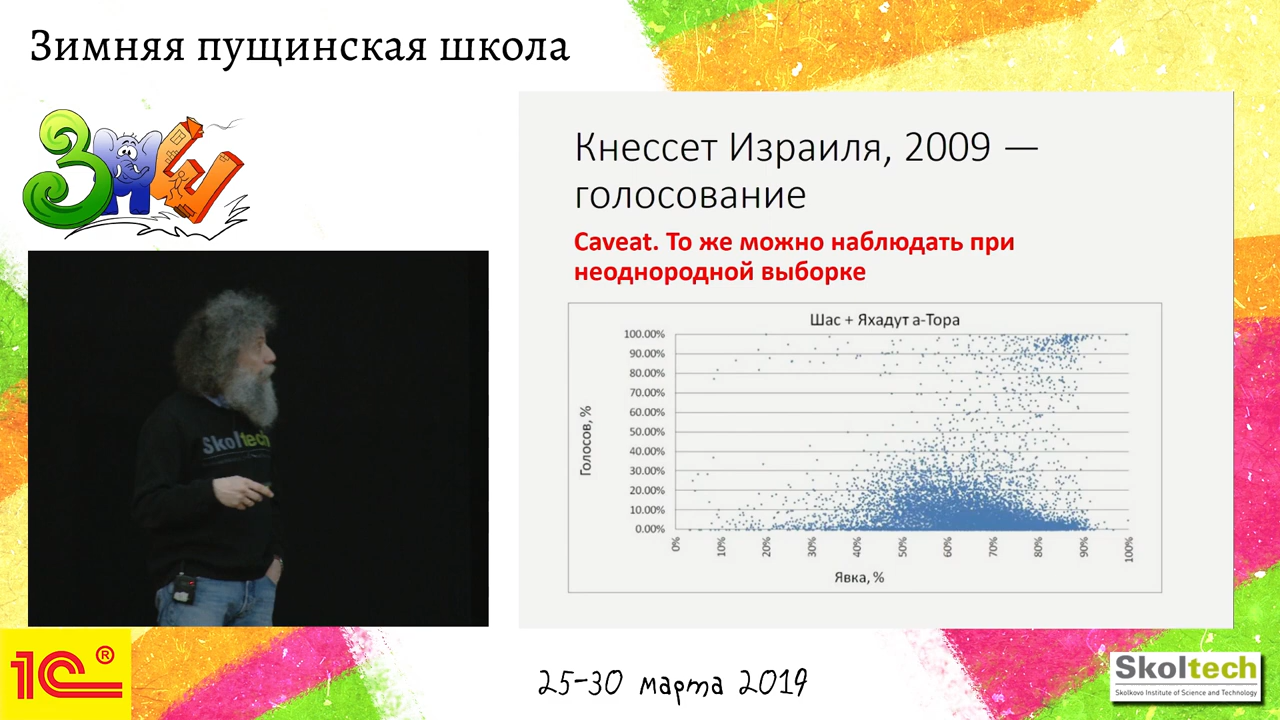 Зимняя пущинская школа
ЗПШ
Кнессет Израиля, 2009 —
голосование
Caveat. То же можно наблюдать при
неоднородной выборке
Шас + Яхадут а-Тора
100.00%
90.00%
80.00%
70.00%
60.00%
50.00%
40.00%
30.00%
20.00%
10.00%
0.00%
Голосов, %
0%
10%
20%
30%
40%
50%
60%
70%
80%
90%
100%
Явка, %
Skoltech
1С®
25-30 марта 2019
Skoltech
Skolkovo Institute of Science and Technology